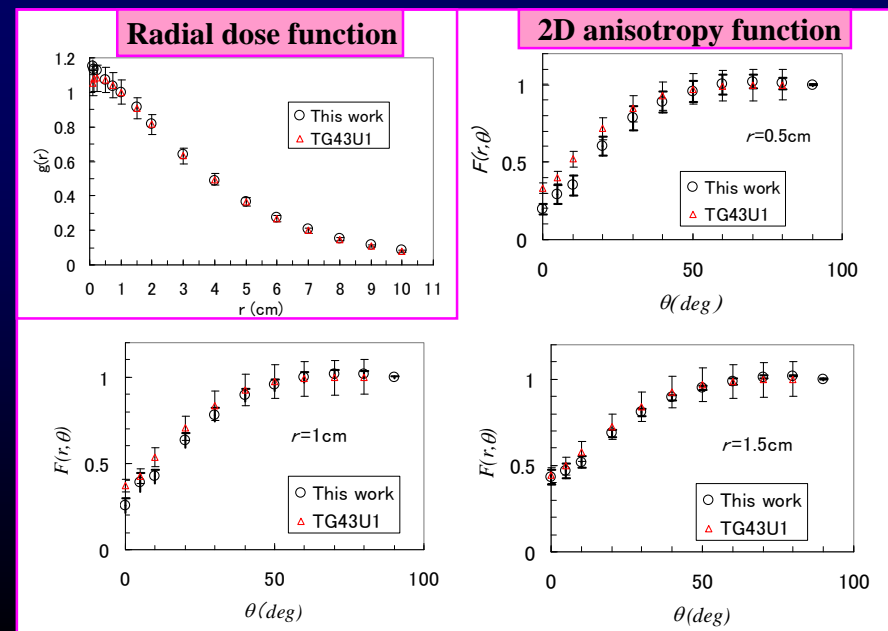 Radial dose function
2D anisotropy function
1.2
1
0.8
0.6
0.4
0.2
0
g(r)
This work
TG43U1
0 1 2 3 4 5 6 7 8 9 10 11
r (cm)
1
0.5
0
F(r,θ)
r=0.5cm
This work
TG43U1
0 50 100
θ(deg)
1
0.5
0
F(r,θ)
r=1cm
This work
TG43U1
0 50 100
θ(deg)
1
0.5
0
F(r,θ)
r=1.5cm
This work
TG43U1
0 50 100
θ(deg)